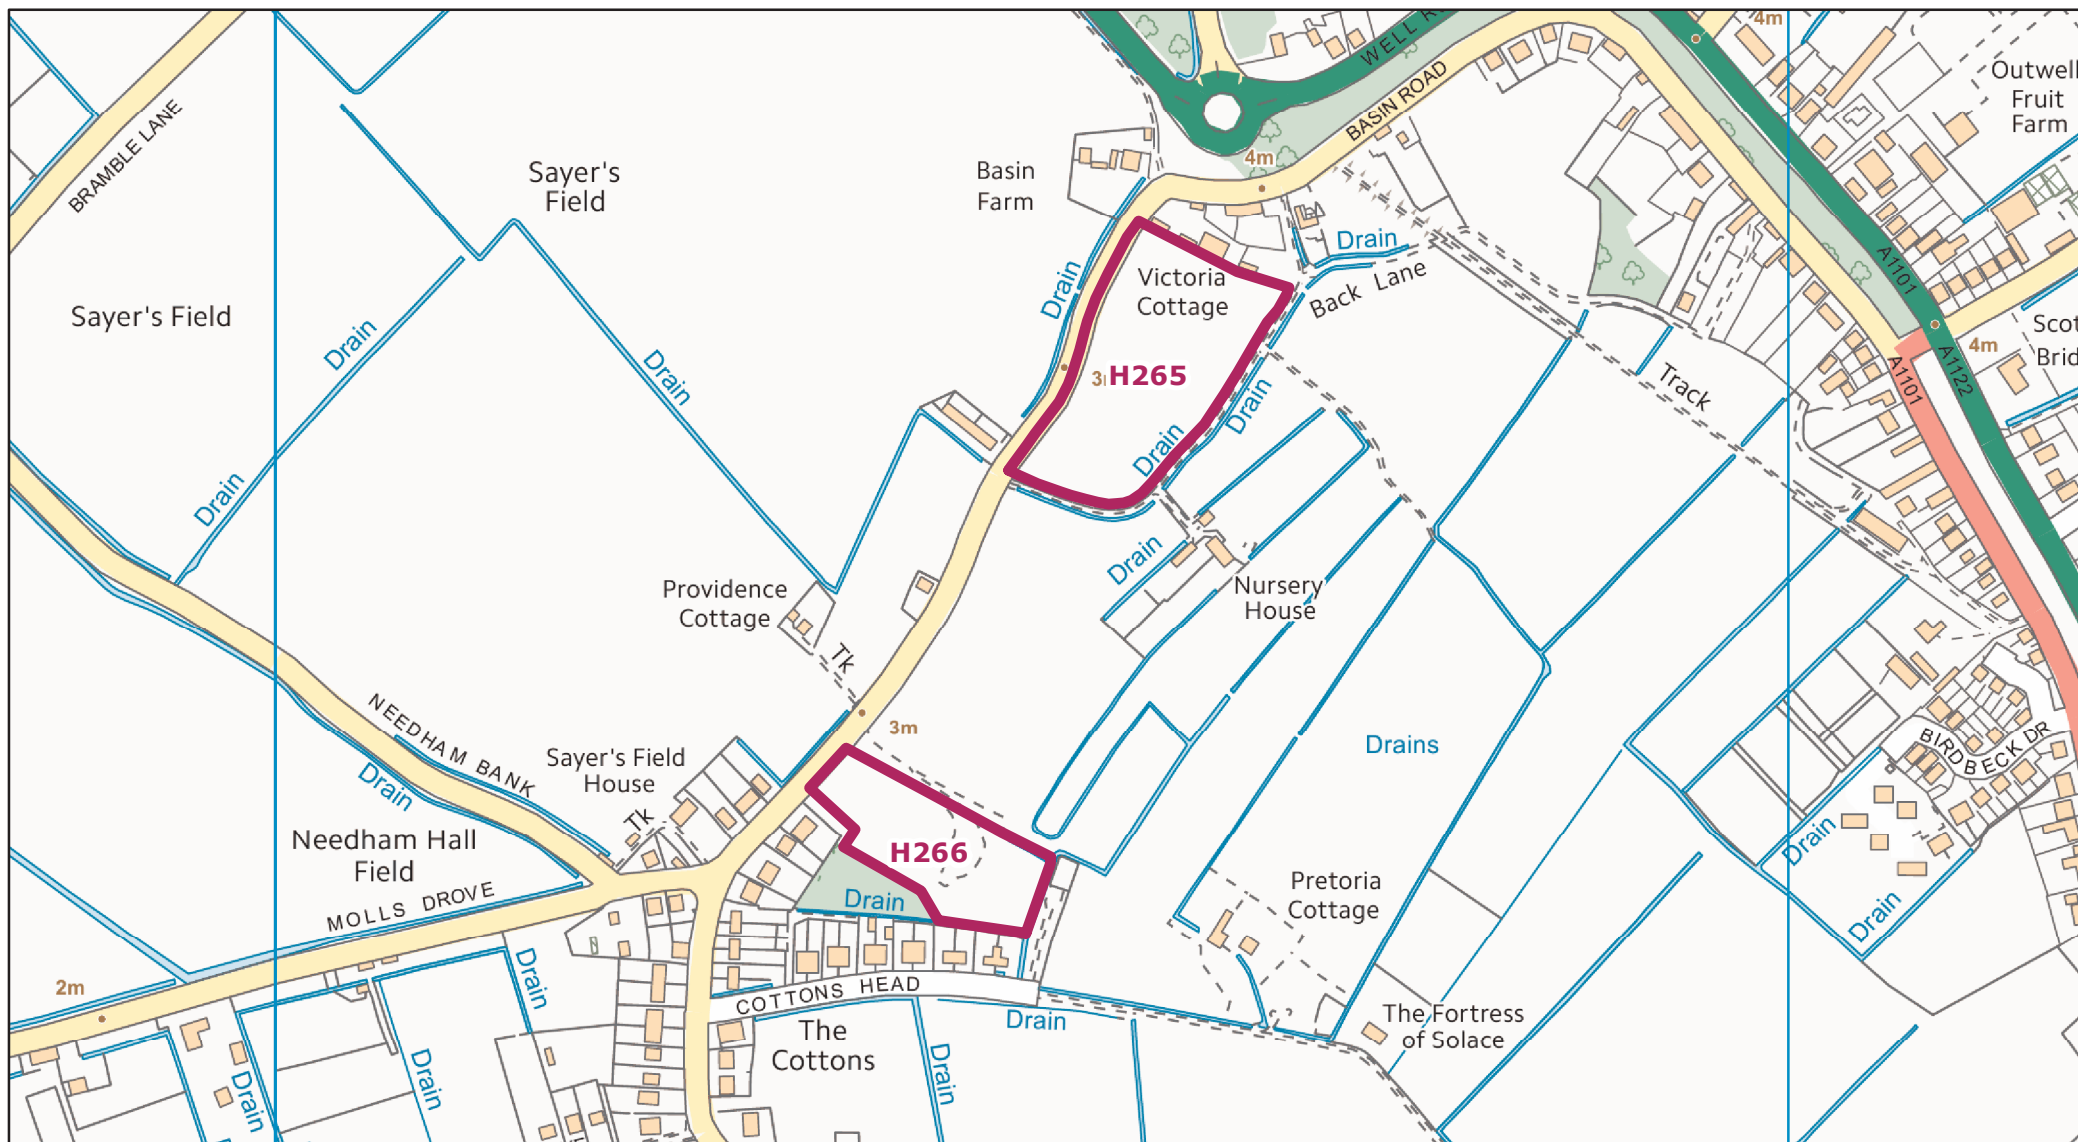 4m
WELL R
BASIN ROAD
Outwell
Fruit
Farm
BRAMBLE LANE
Sayer's
Field
Basin
Farm
4m
Drain
Back Lane
Victoria
Cottage
Drain
A1101
Sayer's Field
Drain
Drain
H265
Drain
Drain
Track
4m
A1101
A1122
Drain
Drain
Providence
Cottage
Tk
Nursery
House
NEEDHAM BANK
Drain
3m
Drains
Sayer's Field
House
Tk
BIRDBECK DR
Needham Hall
Field
H266
Drain
Drain
Drain
MOLLS DROVE
Pretoria
Cottage
2m
Drain
COTTONS HEAD
The
Cottons
Drain
The Fortress
of Solace
Drain
Drain
Drain